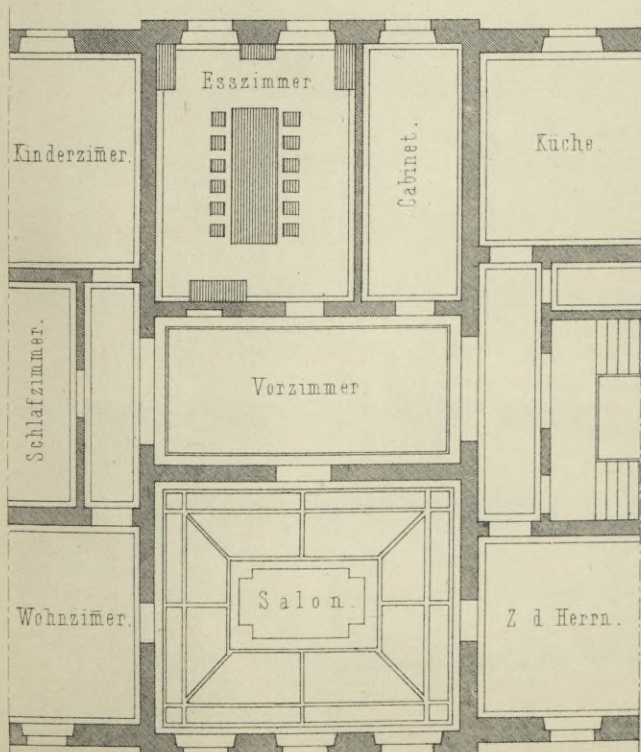 Esszimmer
Kinderzim̄er.
Cabinet.
Küche.
Schlafzimmer.
Vorzimmer
Wohnzim̄er.
Salon.
Z d Herrn.